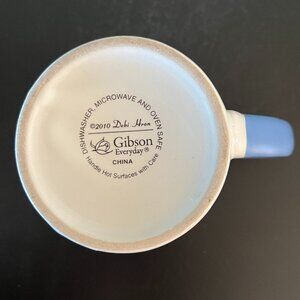 DISHWASHER, MICROWAVE AND OVEN SAFE
©2010 Debi Hron
Gibson
Everyday®
CHINA
Handle Hot Surfaces with Care